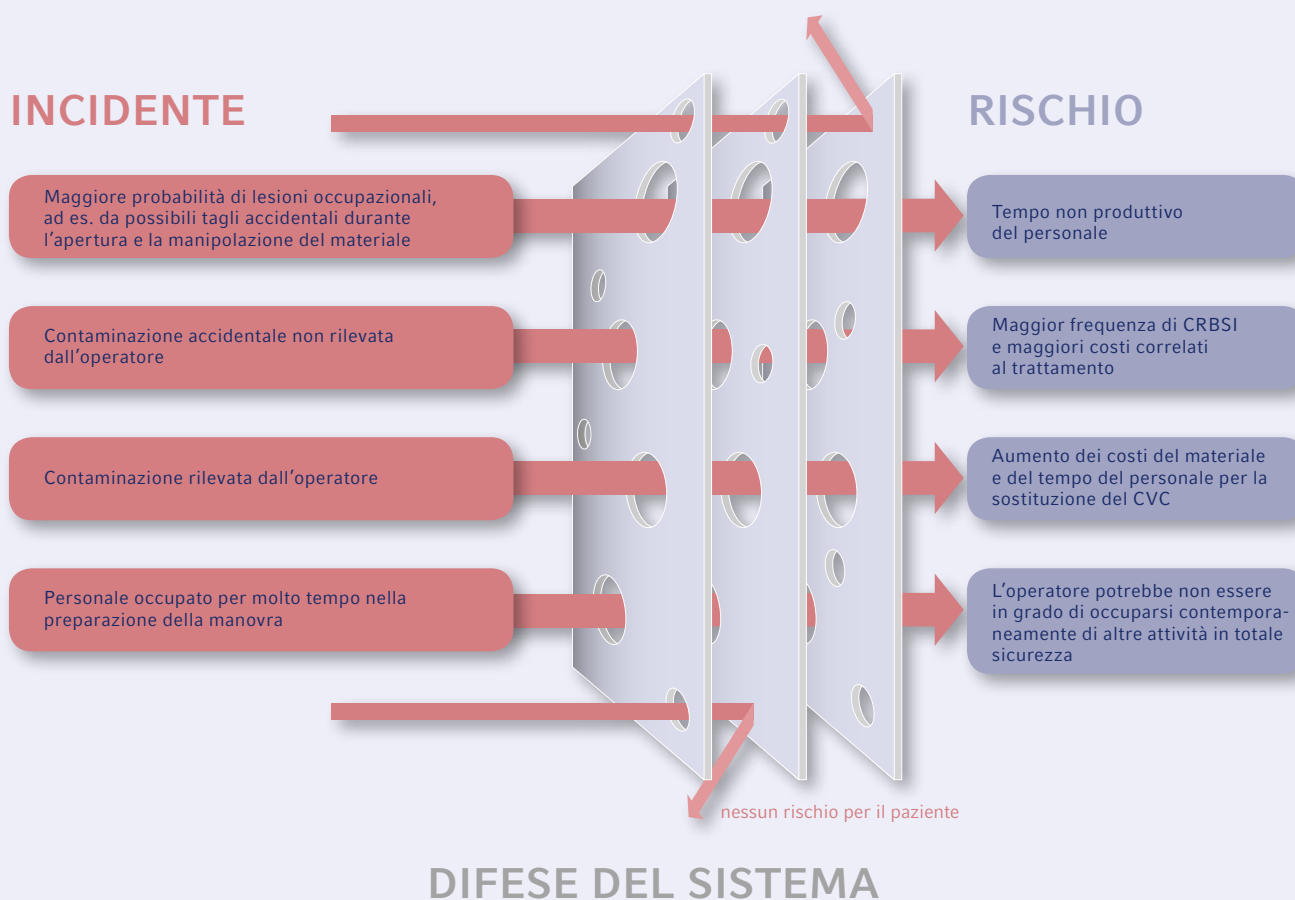 INCIDENTE
Maggiore probabilità di lesioni occupazionali,
ad es. da possibili tagli accidentali durante
l'apertura e la manipolazione del materiale
Contaminazione accidentale non rilevata
dall'operatore
Contaminazione rilevata dall'operatore
Personale occupato per molto tempo nella
preparazione della manovra
RISCHIO
Tempo non produttivo
del personale
Maggior frequenza di CRBSI
e maggiori costi correlati
al trattamento
Aumento dei costi del materiale
e del tempo del personale per la
sostituzione del CVC
L'operatore potrebbe non essere
in grado di occuparsi contempora-
neamente di altre attività in totale
sicurezza
nessun rischio per il paziente
DIFESE DEL SISTEMA